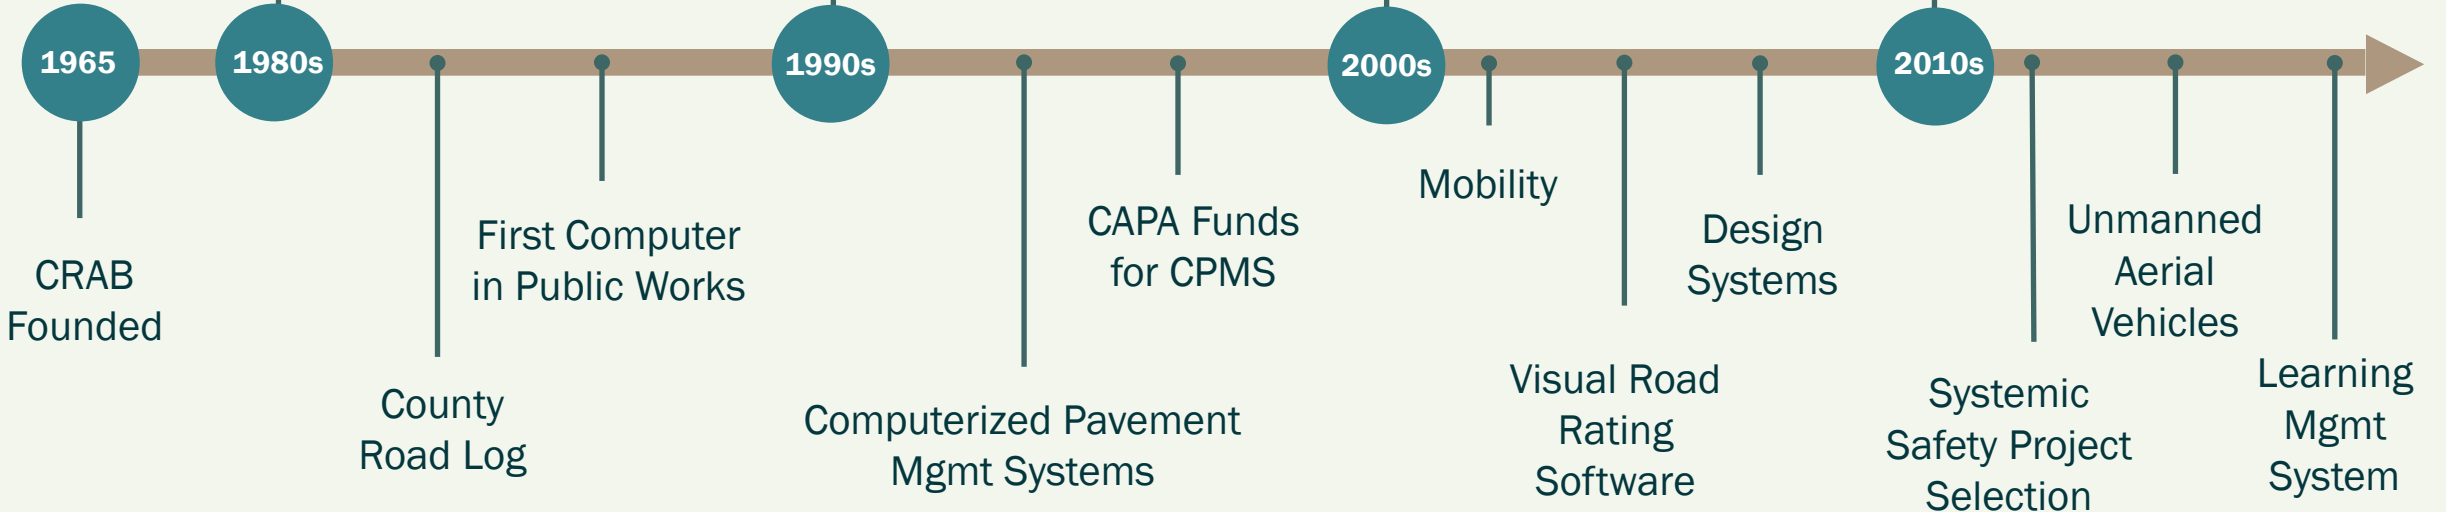 1965
1980s
1990s
2000s
2010s
CRAB
Founded
County
Road Log
First Computer
in Public Works
Computerized Pavement
Mgmt Systems
CAPA Funds
for CPMS
Mobility
Visual Road
Rating
Software
Design
Systems
Systemic
Safety Project
Selection
Unmanned
Aerial
Vehicles
Learning
Mgmt
System